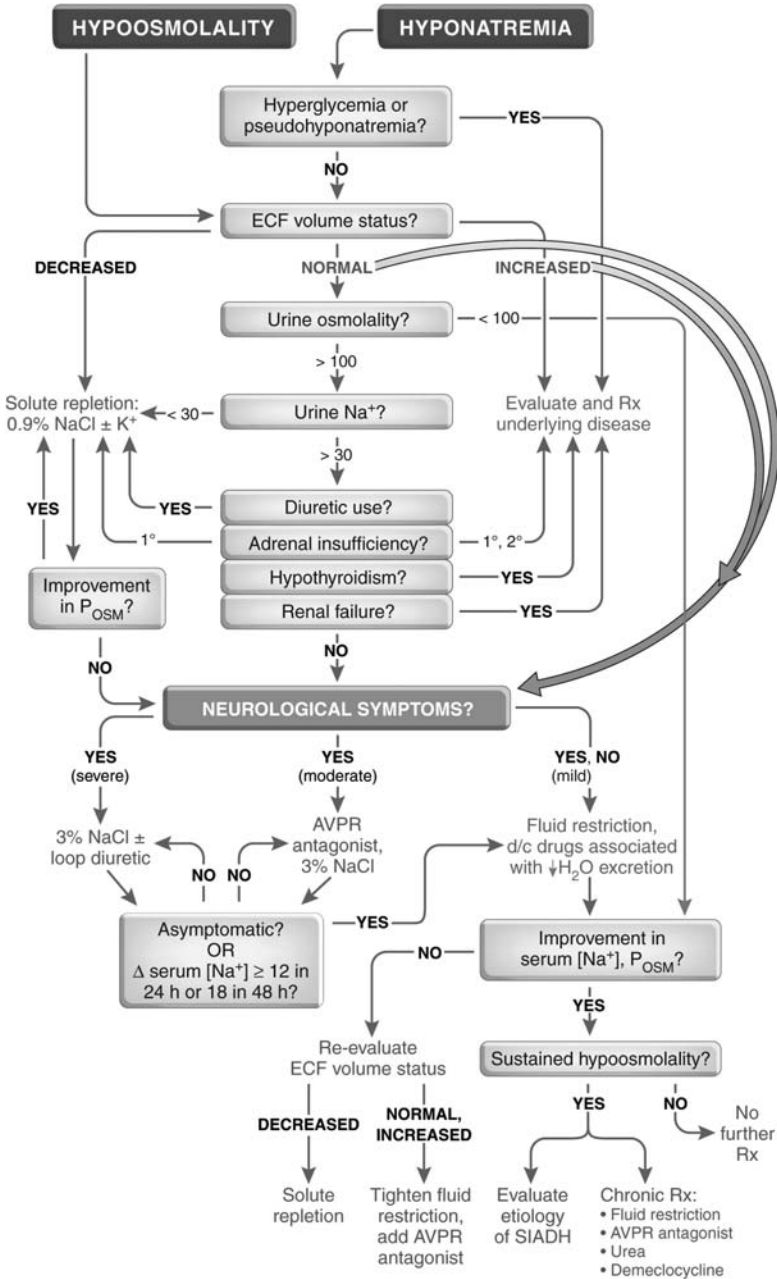 HYPOOSMOLALITY
HYPONATREMIA
Hyperglycemia or
pseudohyponatremia?
YES
NO
ECF volume status?
DECREASED
NORMAL
INCREASED
Urine osmolality?
< 100
> 100
Solute repletion:
0.9% NaCl ± K⁺
< 30
Urine Na⁺?
Evaluate and Rx
underlying disease
> 30
YES
YES
Diuretic use?
1°
Adrenal insufficiency?
1°, 2°
Hypothyroidism?
YES
Improvement
in P_OSM?
Renal failure?
YES
NO
NO
NEUROLOGICAL SYMPTOMS?
YES
(severe)
YES
(moderate)
YES, NO
(mild)
3% NaCl ±
loop diuretic
NO
NO
AVPR
antagonist,
3% NaCl
Fluid restriction,
d/c drugs associated
with ↓H₂O excretion
Asymptomatic?
OR
Δ serum [Na⁺] ≥ 12 in
24 h or 18 in 48 h?
YES
NO
Improvement in
serum [Na⁺], P_OSM?
YES
Re-evaluate
ECF volume status
Sustained hypoosmolality?
DECREASED
NORMAL,
INCREASED
YES
NO
No
further
Rx
Solute
repletion
Tighten fluid
restriction,
add AVPR
antagonist
Evaluate
etiology
of SIADH
Chronic Rx:
• Fluid restriction
• AVPR antagonist
• Urea
• Demeclocycline